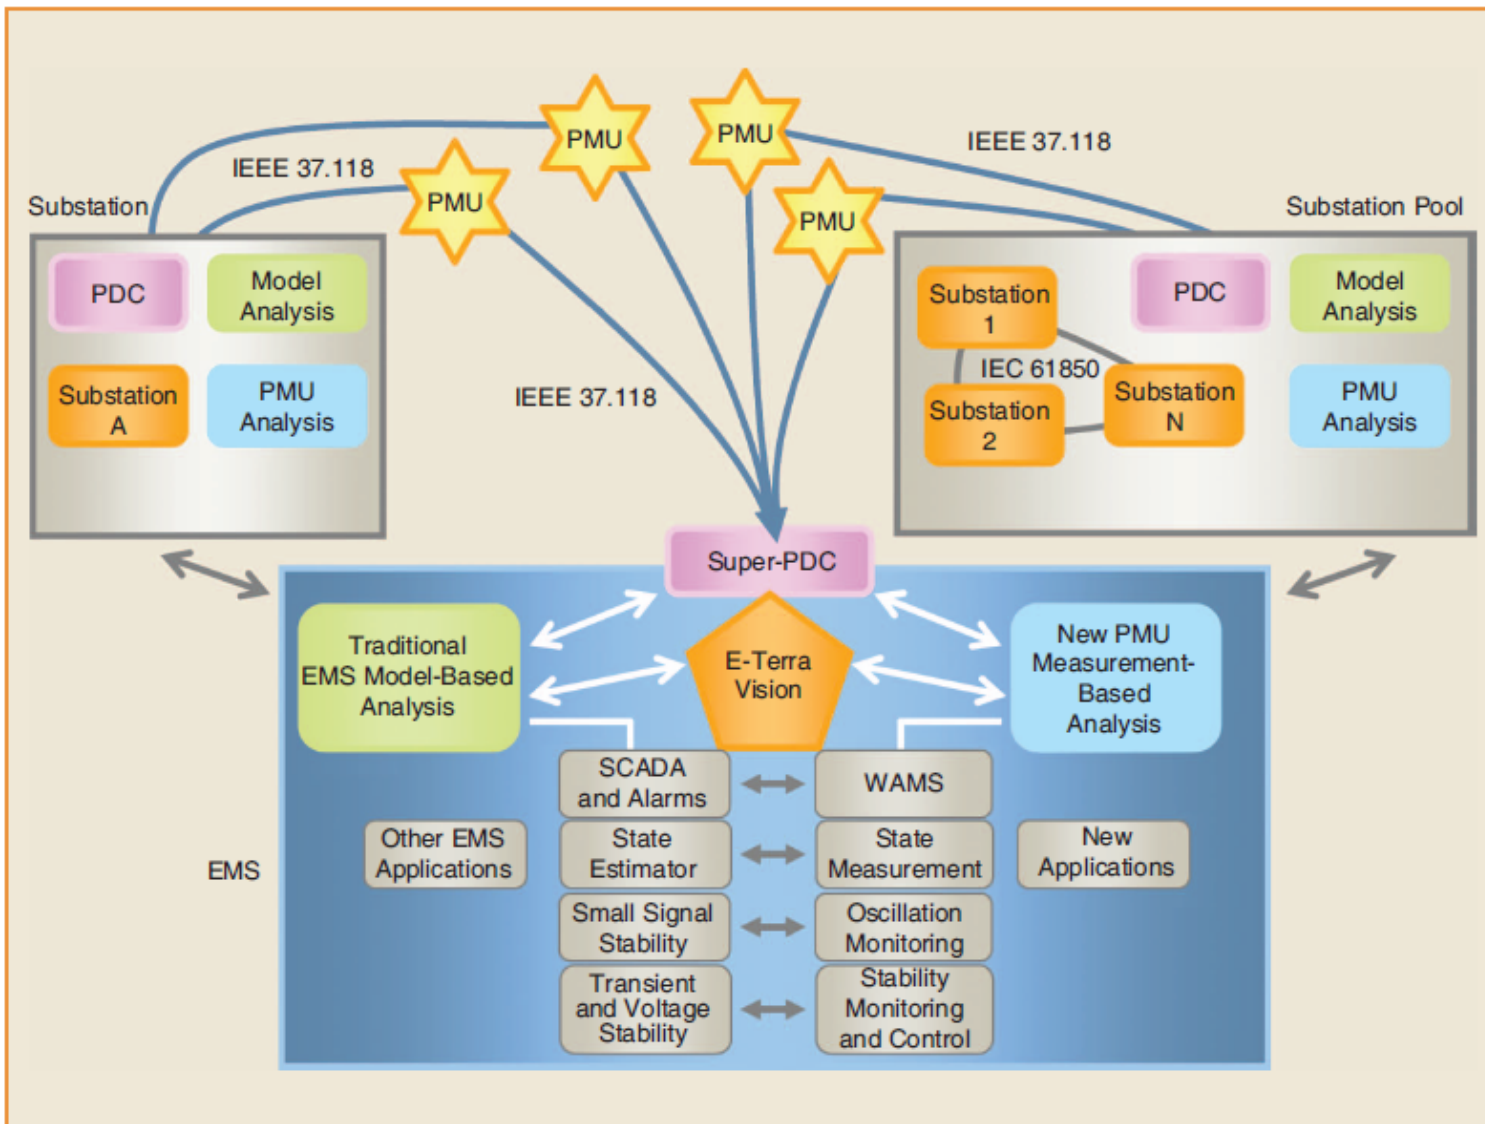 PMU
PMU
IEEE 37.118
IEEE 37.118
PMU
PMU
Substation
Substation Pool
PDC
Model
Analysis
Substation
A
PMU
Analysis
IEEE 37.118
Substation
1
PDC
Model
Analysis
IEC 61850
Substation
2
Substation
N
PMU
Analysis
Super-PDC
Traditional
EMS Model-Based
Analysis
E-Terra
Vision
New PMU
Measurement-
Based
Analysis
SCADA
and Alarms
WAMS
EMS
Other EMS
Applications
State
Estimator
State
Measurement
New
Applications
Small Signal
Stability
Oscillation
Monitoring
Transient
and Voltage
Stability
Stability
Monitoring
and Control